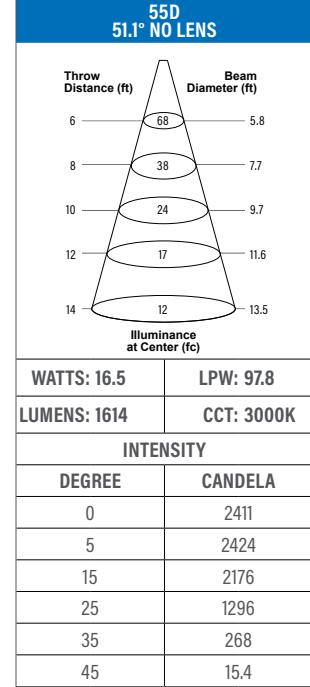 55D
51.1° NO LENS
Throw Distance (ft)
Beam Diameter (ft)
6 68 5.8
8 38 7.7
10 24 9.7
12 17 11.6
14 12 13.5
Illuminance
at Center (fc)
WATTS: 16.5 LPW: 97.8
LUMENS: 1614 CCT: 3000K
INTENSITY
DEGREE CANDELA
0 2411
5 2424
15 2176
25 1296
35 268
45 15.4